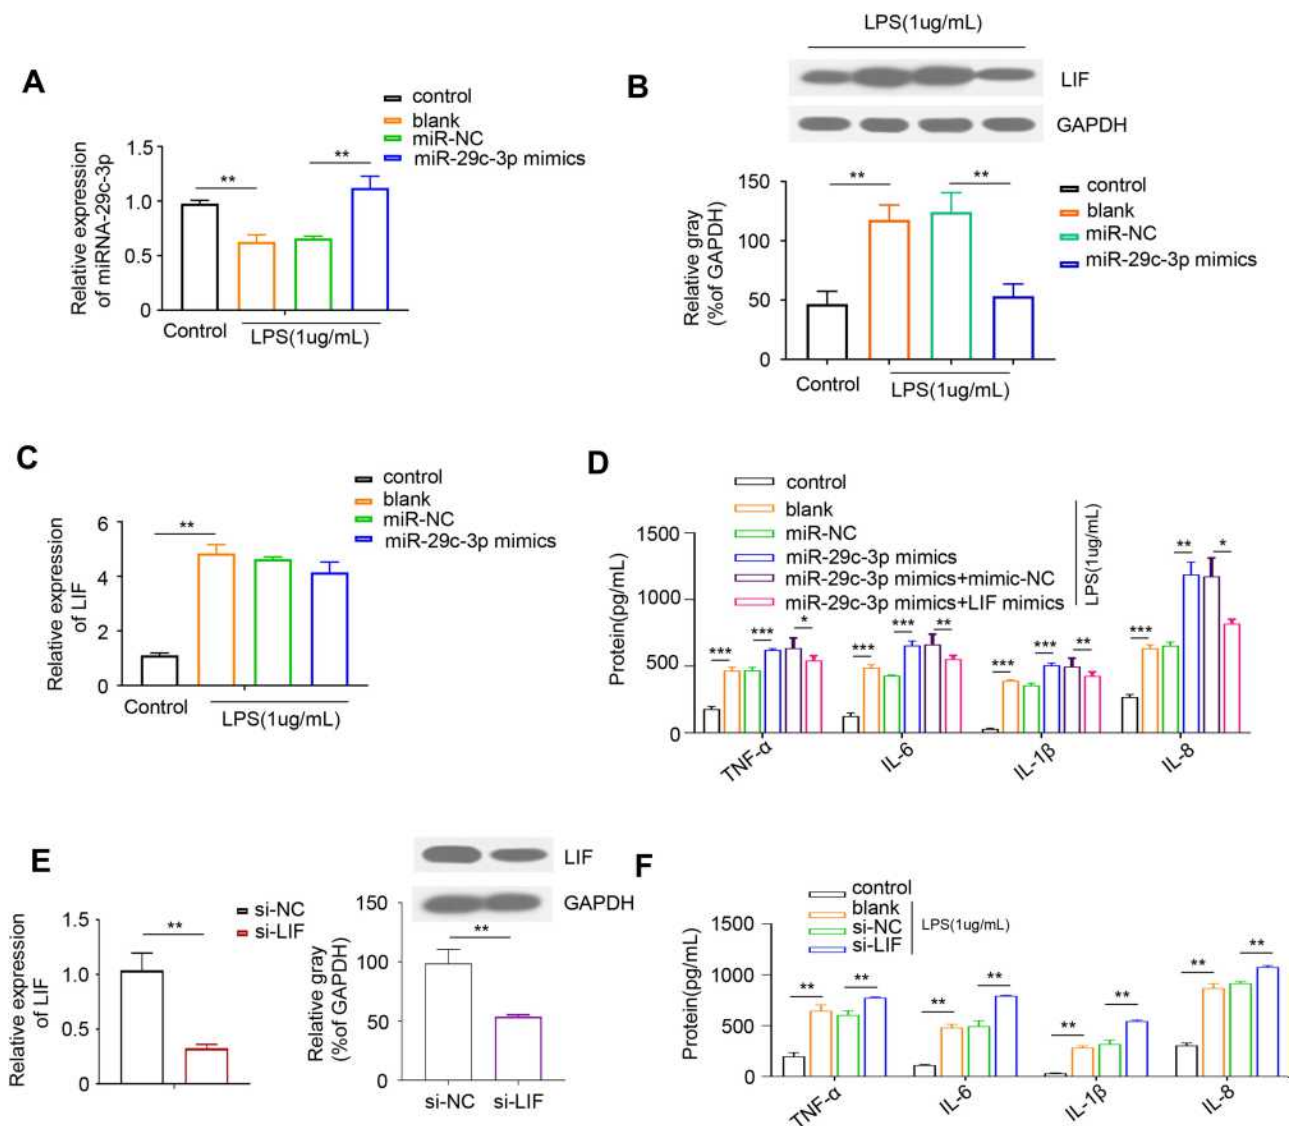 A
control
blank
miR-NC
miR-29c-3p mimics
Relative expression
of miRNA-29c-3p
1.5
1.0
0.5
0
**
**
Control
LPS(1ug/mL)
B
LPS(1ug/mL)
LIF
GAPDH
Relative gray
(%of GAPDH)
150
100
50
0
**
**
control
blank
miR-NC
miR-29c-3p mimics
Control
LPS(1ug/mL)
C
control
blank
miR-NC
miR-29c-3p mimics
Relative expression
of LIF
6
4
2
0
**
Control
LPS(1ug/mL)
D
control
blank
miR-NC
miR-29c-3p mimics
miR-29c-3p mimics+mimic-NC
miR-29c-3p mimics+LIF mimics
LPS(1ug/mL)
Protein(pg/mL)
1500
1000
500
0
*** *** *
*** *** **
*** *** **
*** ** *
TNF-α
IL-6
IL-1β
IL-8
E
Relative expression
of LIF
1.5
1.0
0.5
0.0
**
si-NC
si-LIF
LIF
GAPDH
Relative gray
(%of GAPDH)
150
100
50
0
**
si-NC
si-LIF
F
control
blank
si-NC
si-LIF
LPS(1ug/mL)
Protein(pg/mL)
1500
1000
500
0
** **
** **
** **
** **
TNF-α
IL-6
IL-1β
IL-8